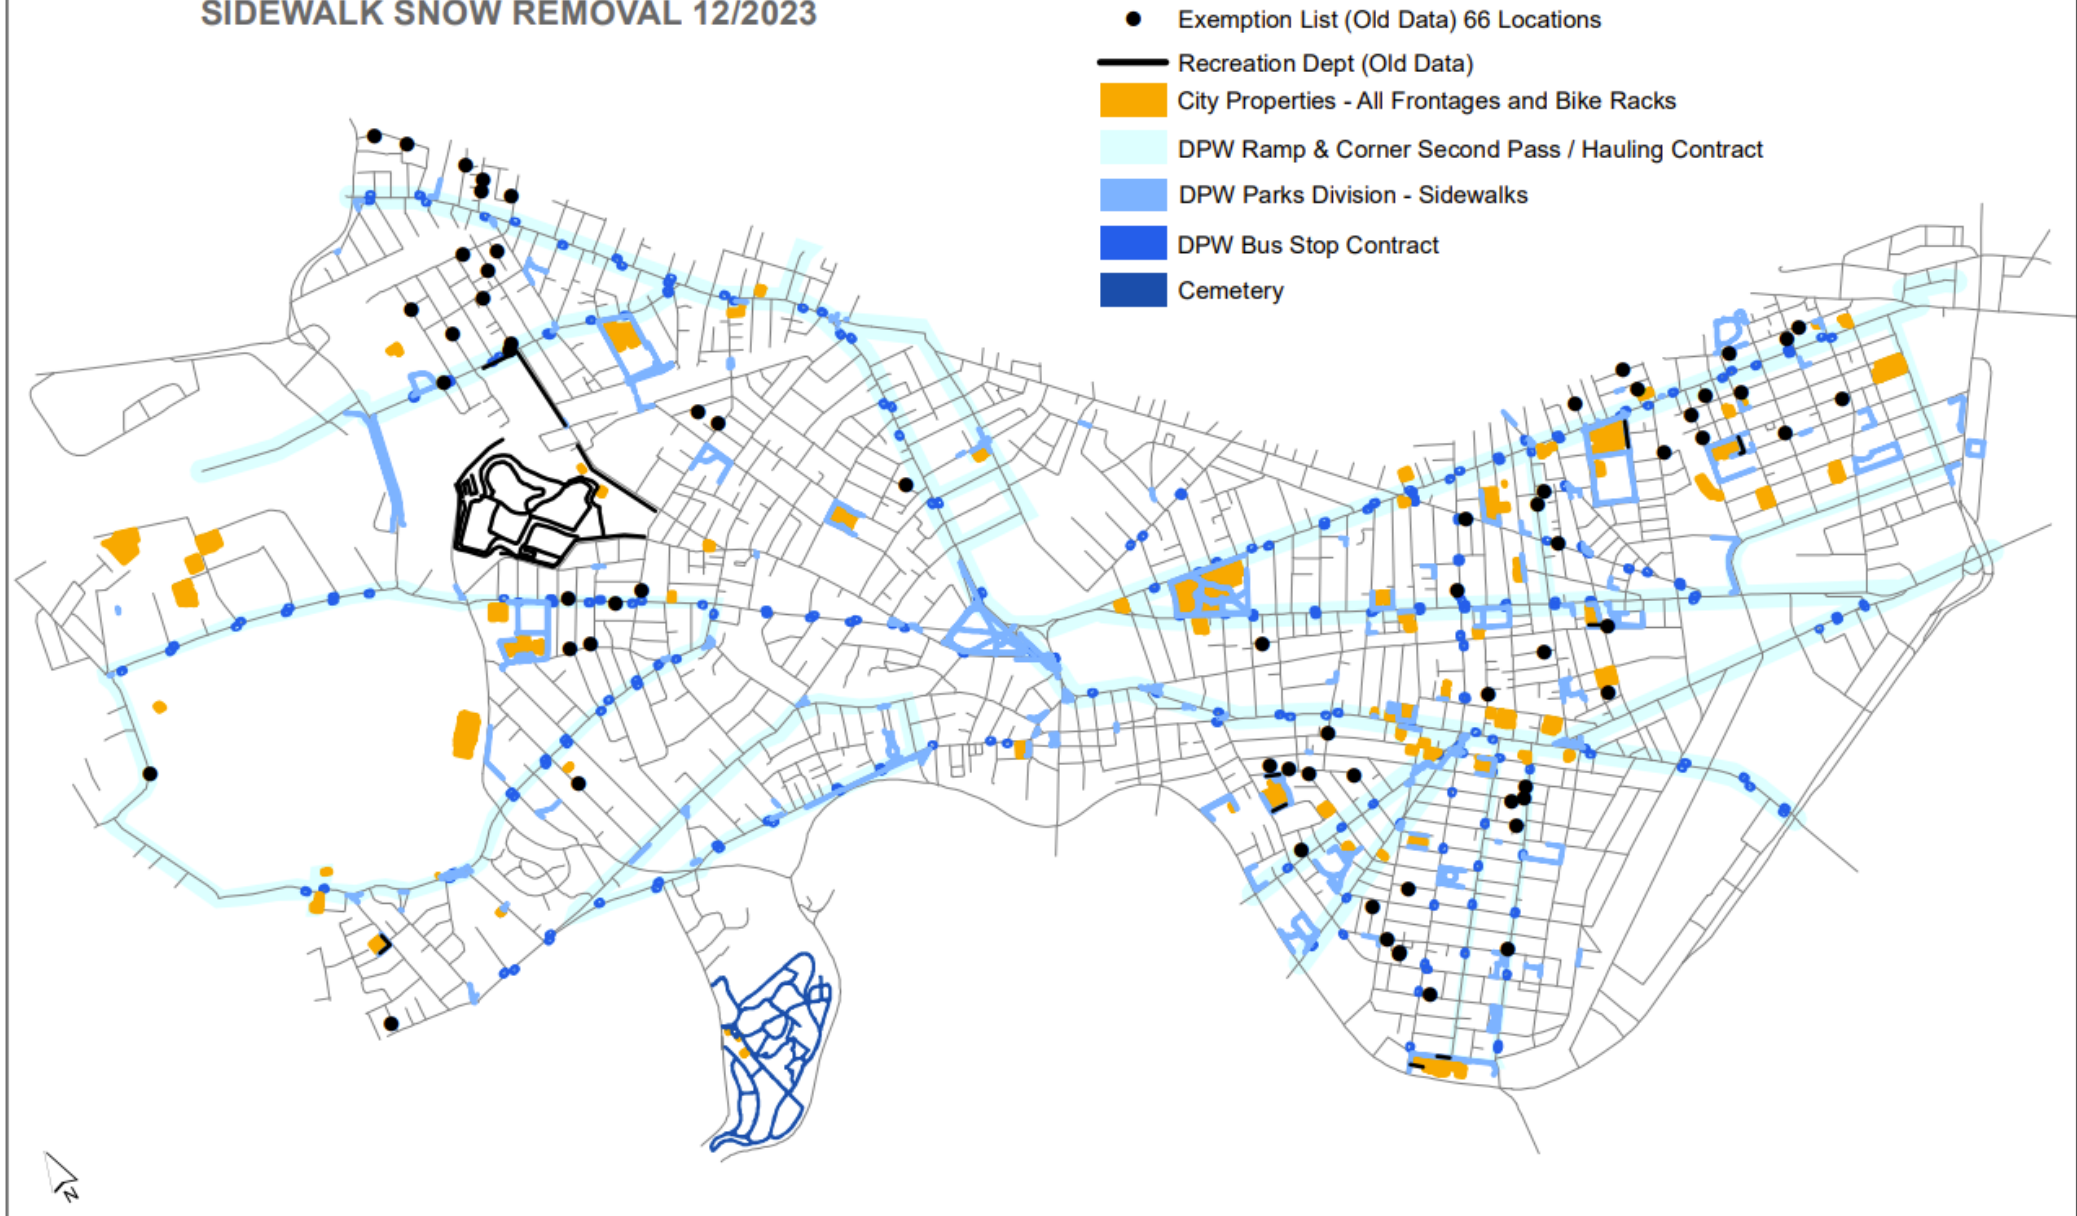 SIDEWALK SNOW REMOVAL 12/2023
Exemption List (Old Data) 66 Locations
Recreation Dept (Old Data)
City Properties - All Frontages and Bike Racks
DPW Ramp & Corner Second Pass / Hauling Contract
DPW Parks Division - Sidewalks
DPW Bus Stop Contract
Cemetery
N